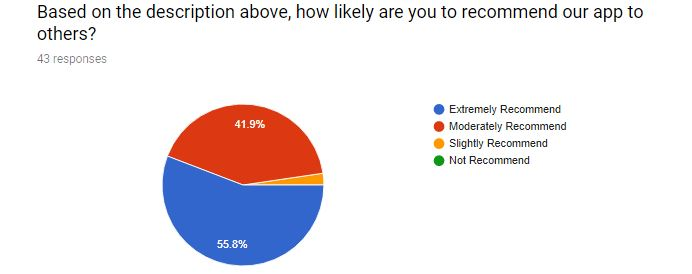 Based on the description above, how likely are you to recommend our app to
others?
43 responses
41.9%
55.8%
Extremely Recommend
Moderately Recommend
Slightly Recommend
Not Recommend